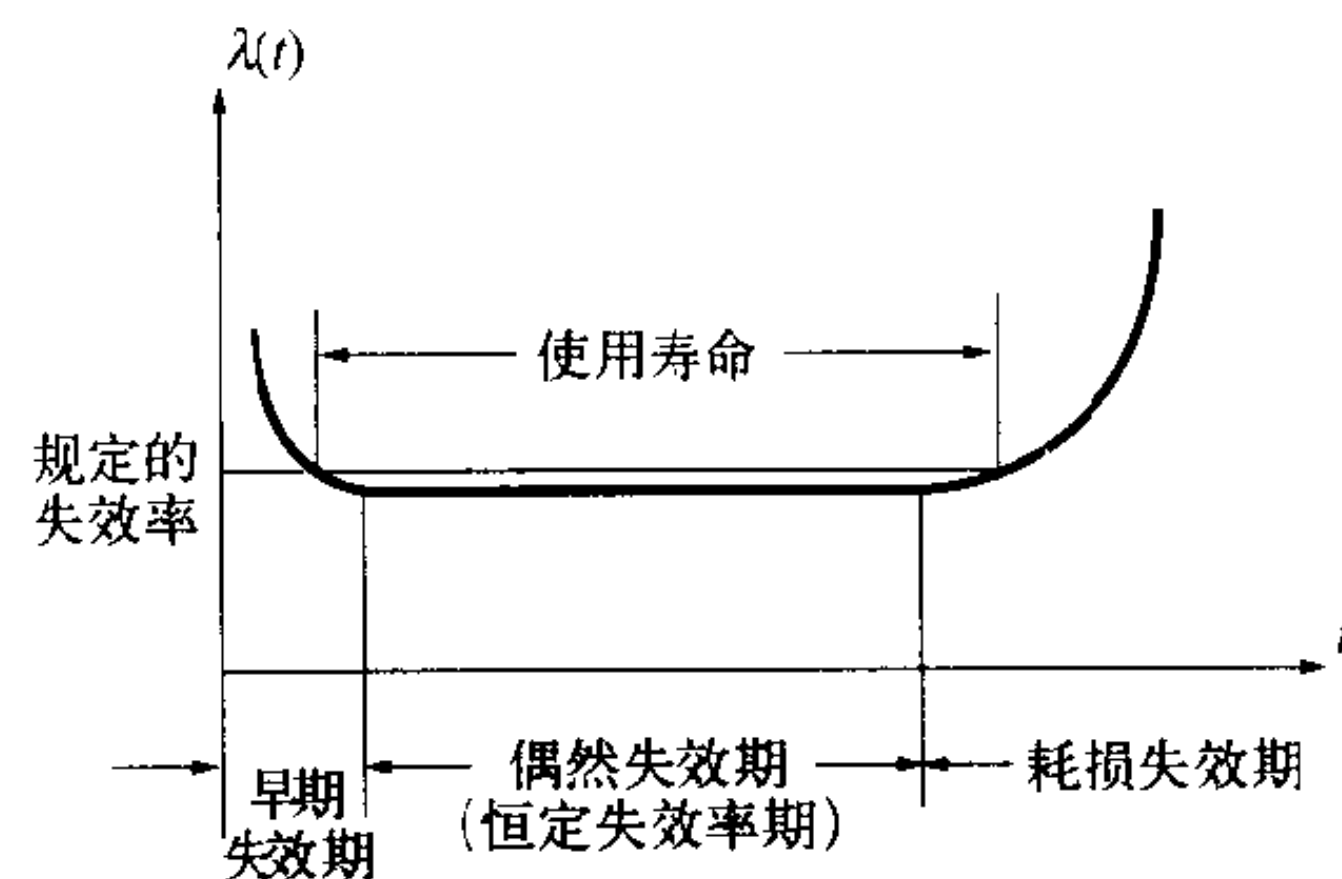 λ(t)
使用寿命
规定的
失效率
偶然失效期
(恒定失效率期)
耗损失效期
早期
失效期